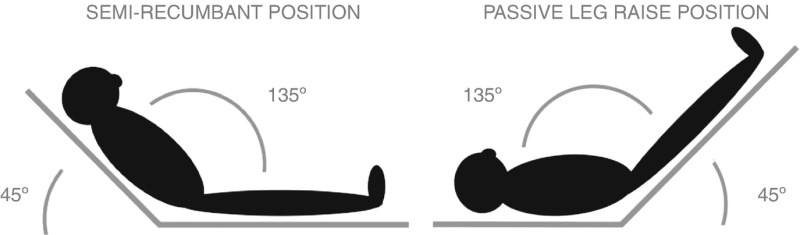 SEMI-RECUMBANT POSITION
PASSIVE LEG RAISE POSITION
135º
135º
45º
45º